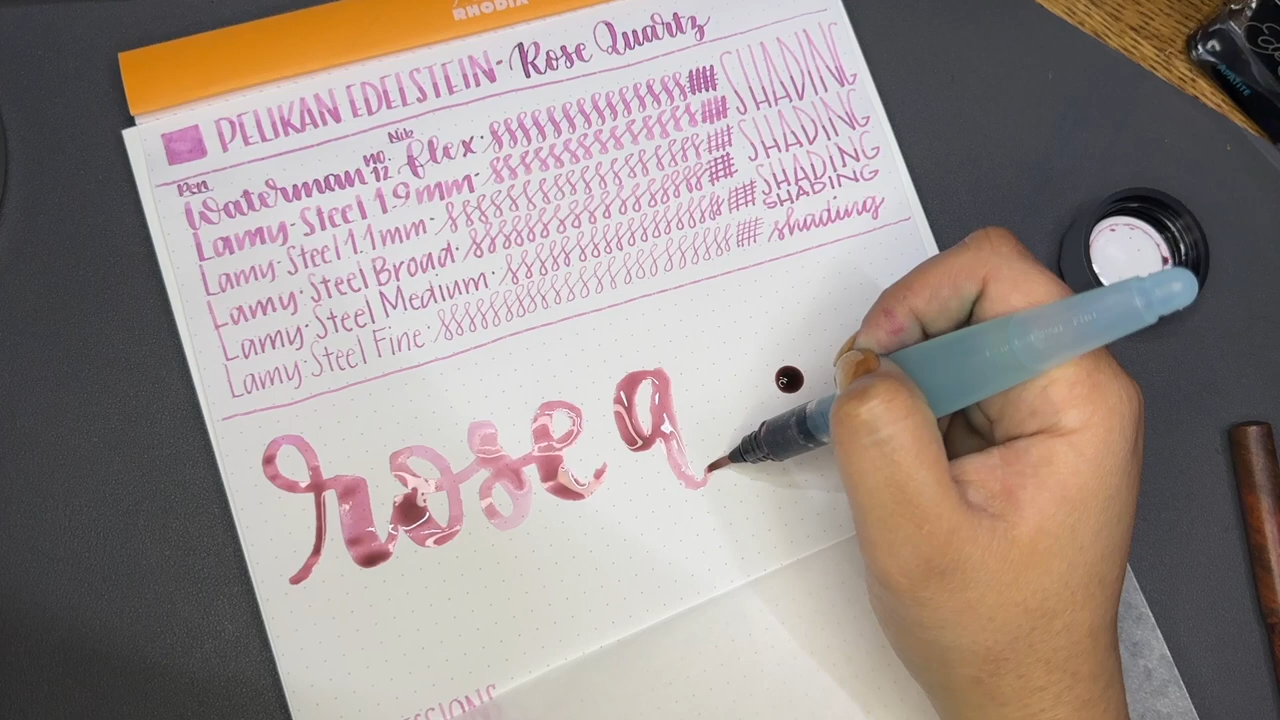 RHODIA
PELIKAN EDELSTEIN - Rose Quartz
Pen Nib
Waterman no. 12 flex · SHADING
Lamy · Steel 1.9mm · SHADING
Lamy · Steel 1.1mm · SHADING
Lamy · Steel Broad · SHADING
Lamy · Steel Medium · shading
Lamy · Steel Fine ·
rose q
APATITE